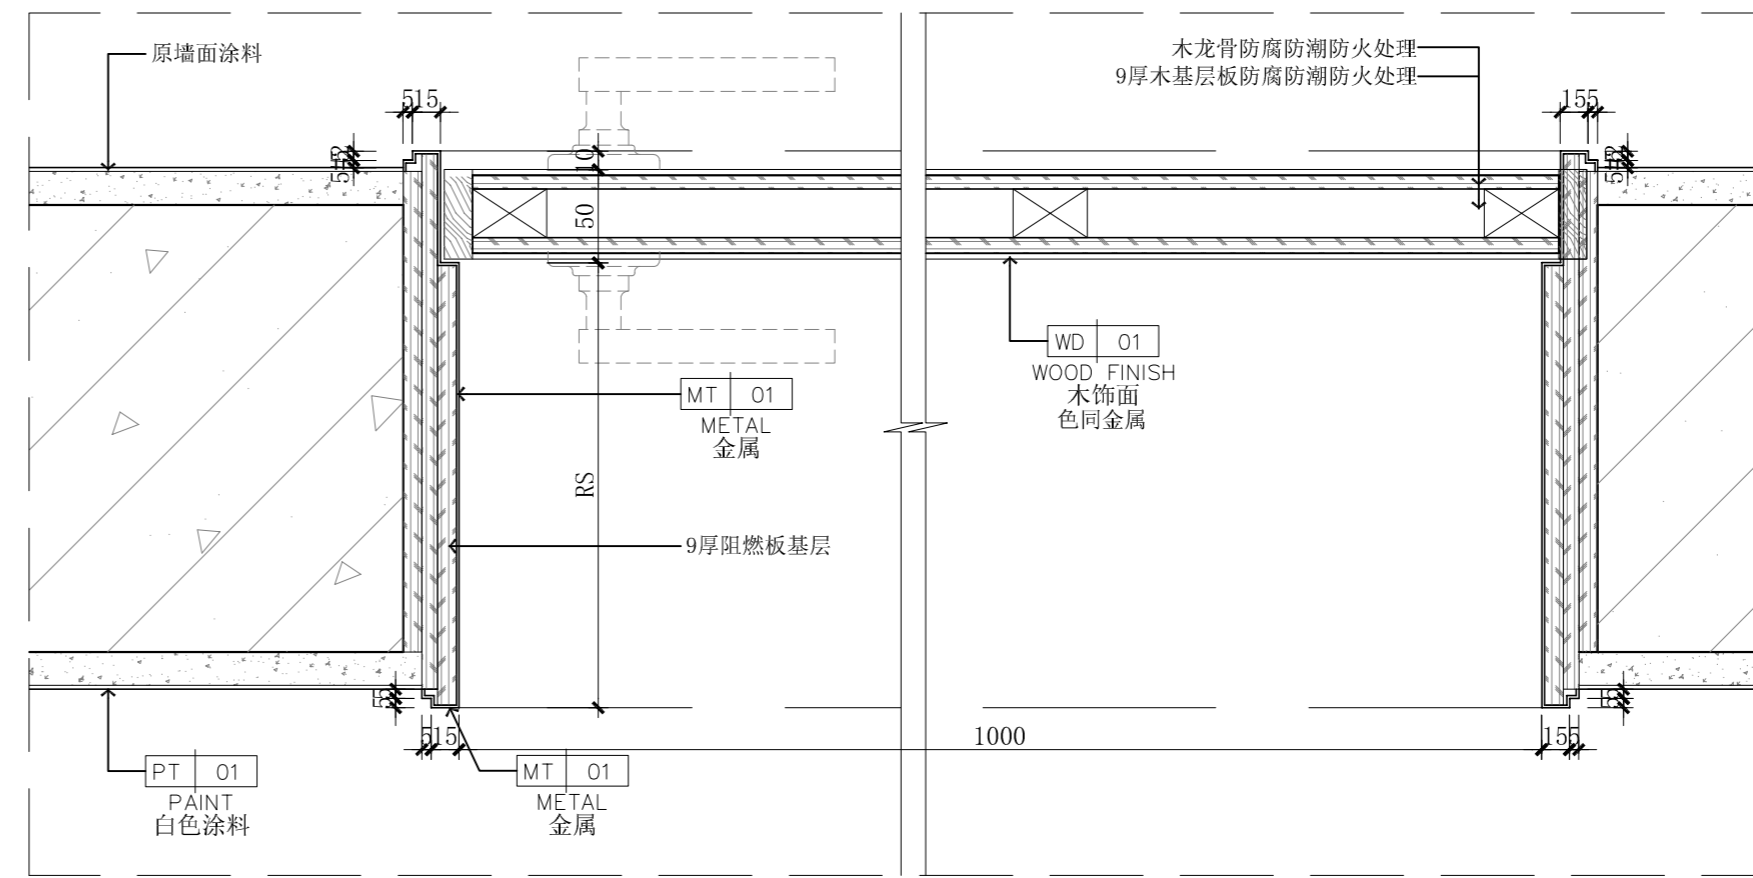 原墙面涂料
木龙骨防腐防潮防火处理
9厚木基层板防腐防潮防火处理
515
155
10
50
WD 01
WOOD FINISH
木饰面
色同金属
MT 01
METAL
金属
RS
9厚阻燃板基层
55
55
515
1000
155
PT 01
PAINT
白色涂料
MT 01
METAL
金属